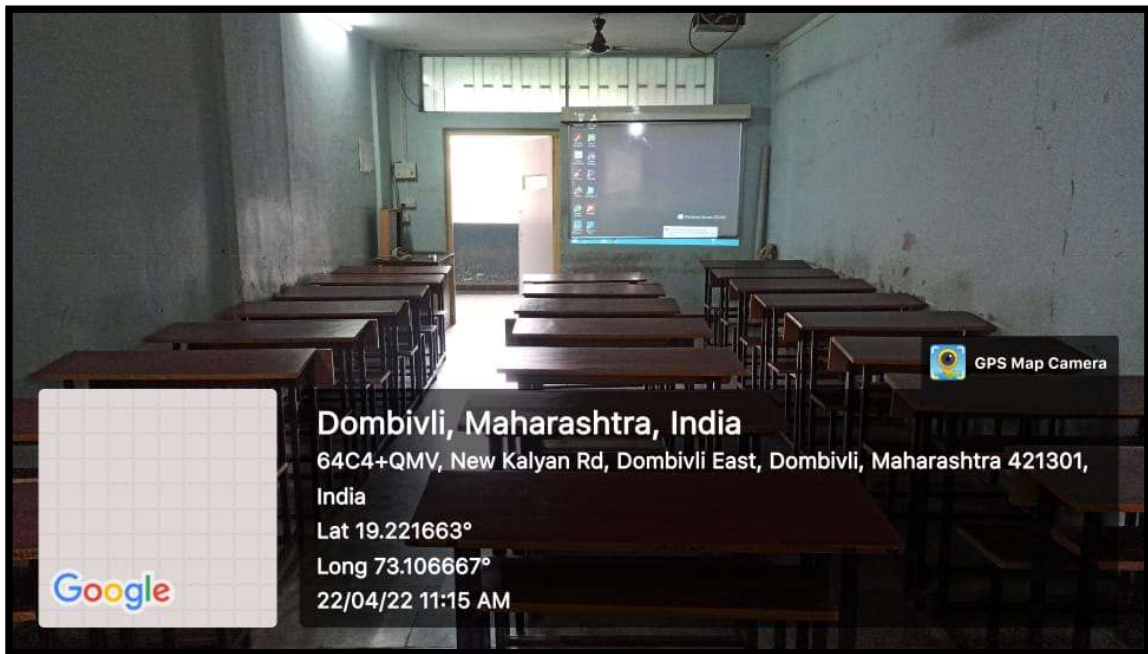 GPS Map Camera
Dombivli, Maharashtra, India
64C4+QMV, New Kalyan Rd, Dombivli East, Dombivli, Maharashtra 421301,
India
Lat 19.221663°
Long 73.106667°
22/04/22 11:15 AM
Google